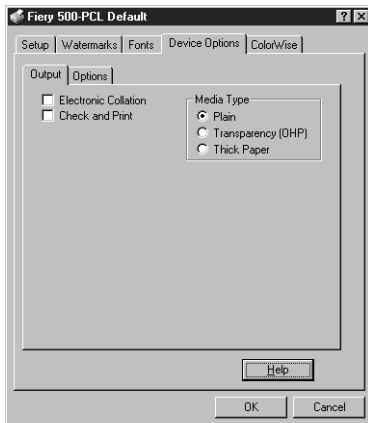 Fiery 500-PCL Default
Setup Watermarks Fonts Device Options ColorWise
Output Options
Electronic Collation
Check and Print
Media Type
Plain
Transparency (OHP)
Thick Paper
Help
OK Cancel